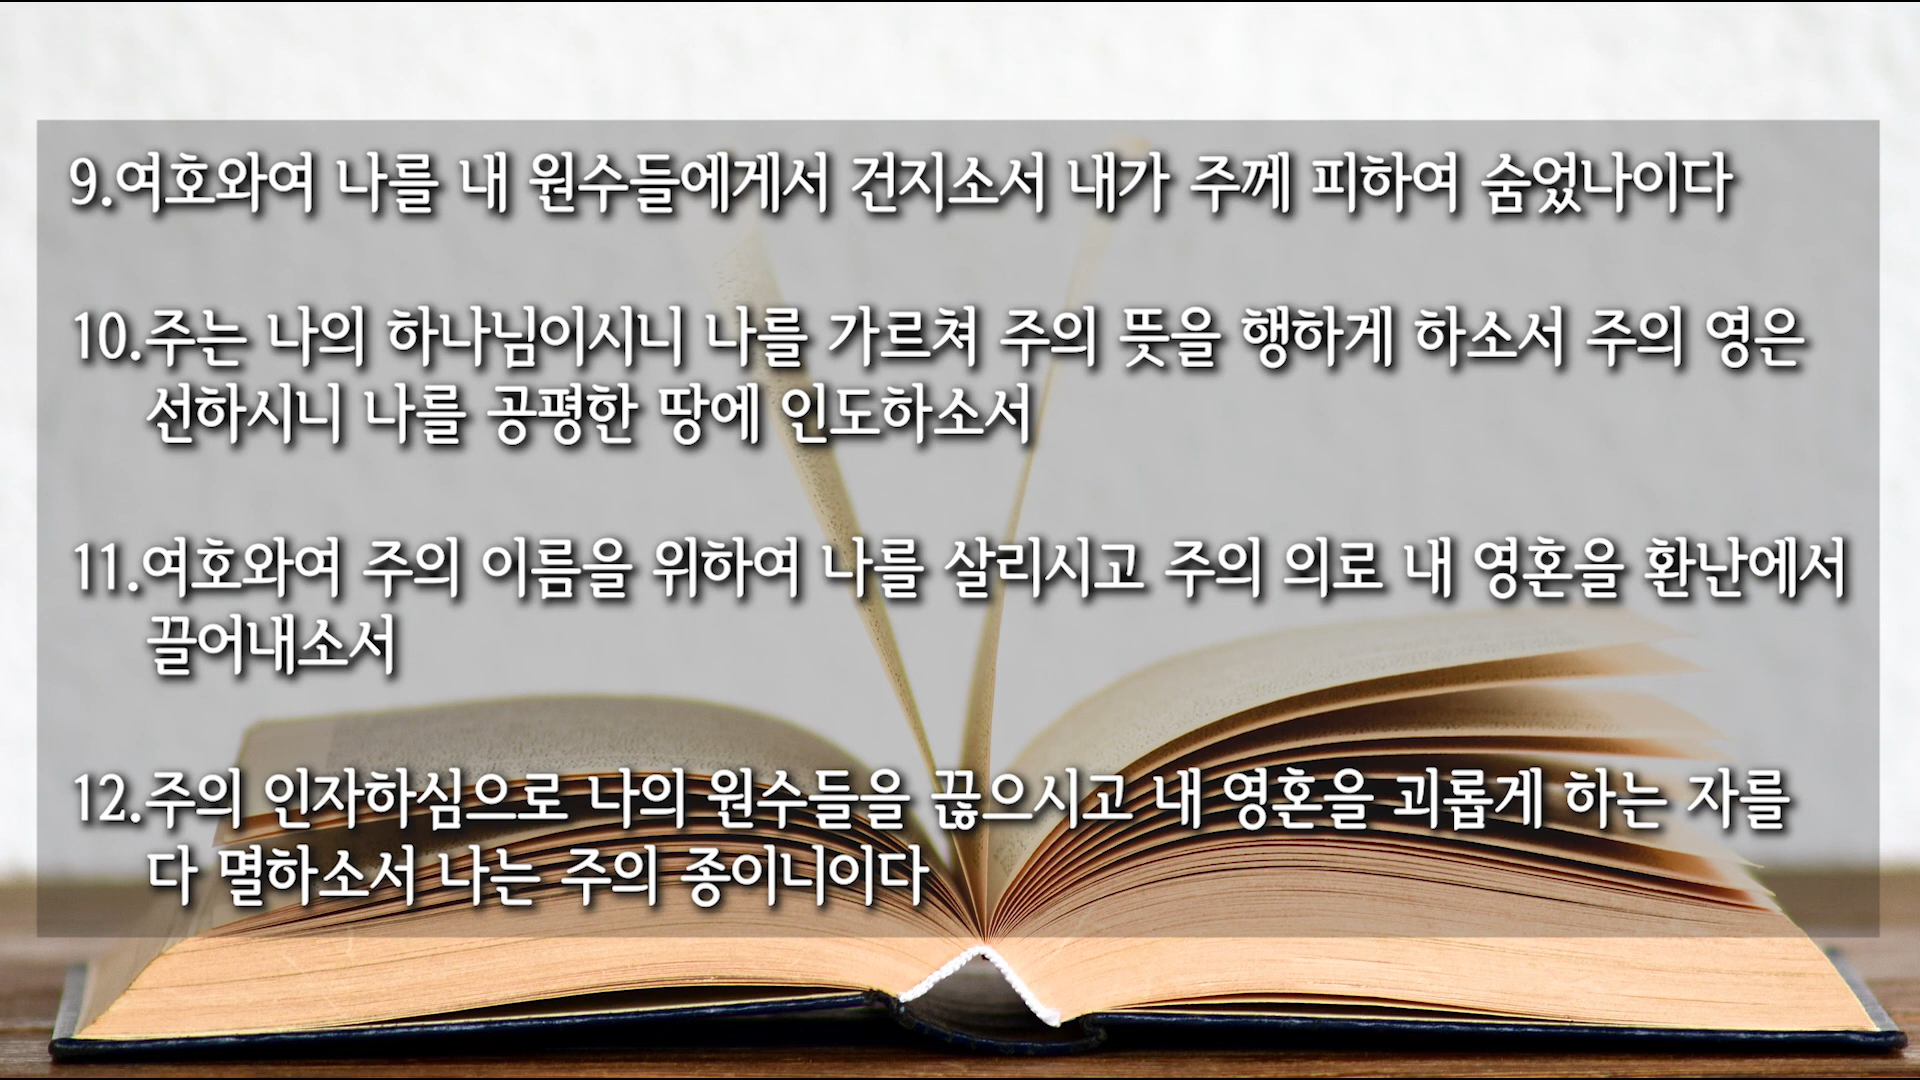 9.여호와여 나를 내 원수들에게서 건지소서 내가 주께 피하여 숨었나이다
10.주는 나의 하나님이시니 나를 가르쳐 주의 뜻을 행하게 하소서 주의 영은
선하시니 나를 공평한 땅에 인도하소서
11.여호와여 주의 이름을 위하여 나를 살리시고 주의 의로 내 영혼을 환난에서
끌어내소서
12.주의 인자하심으로 나의 원수들을 끊으시고 내 영혼을 괴롭게 하는 자를
다 멸하소서 나는 주의 종이니이다